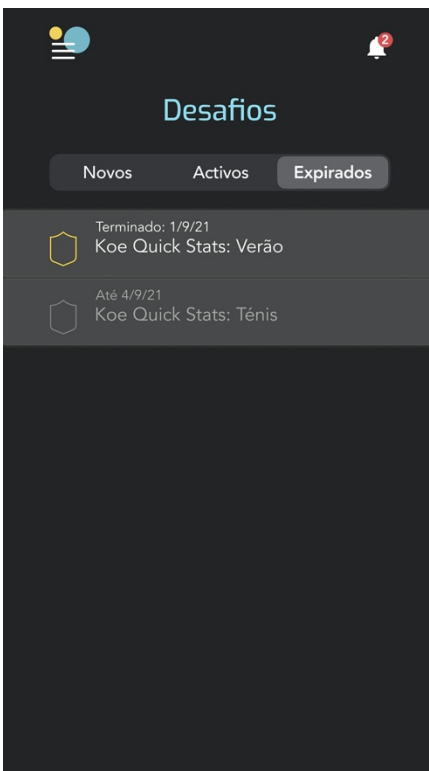 2
Desafios
Novos Activos Expirados
Terminado: 1/9/21
Koe Quick Stats: Verão
Até 4/9/21
Koe Quick Stats: Ténis